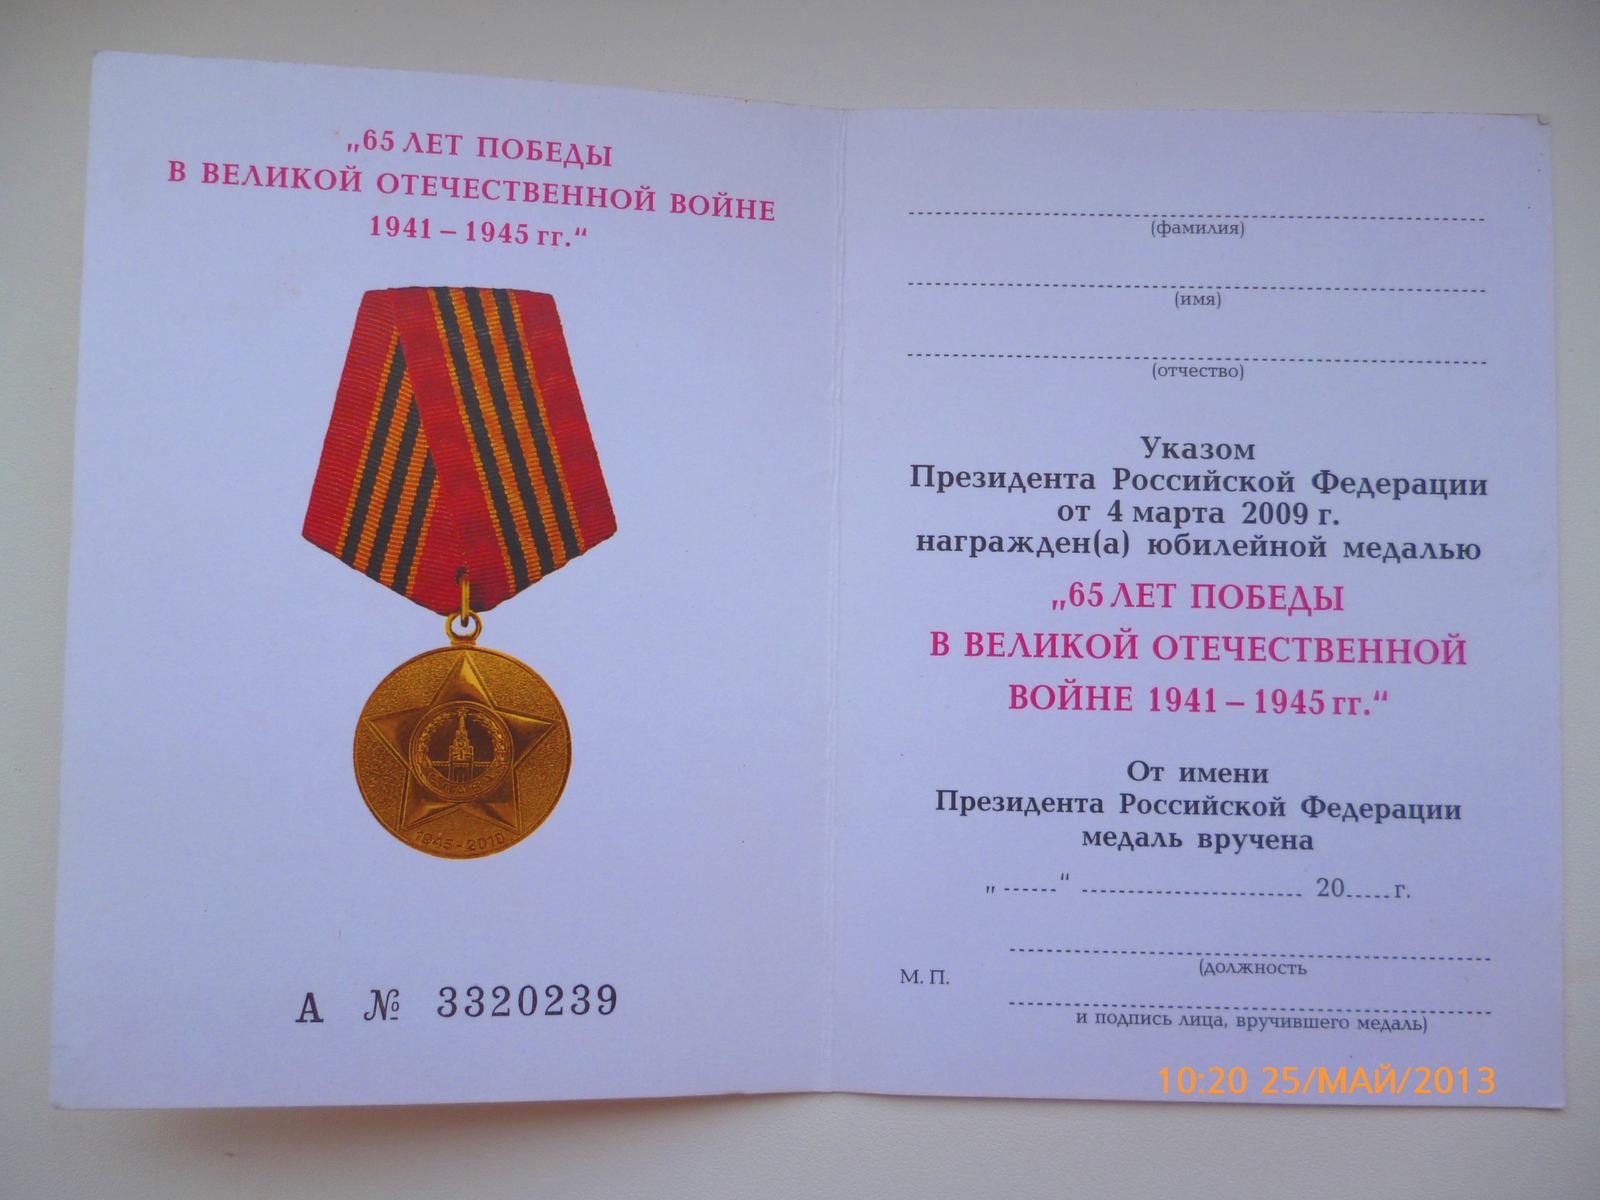 „65 ЛЕТ ПОБЕДЫ
В ВЕЛИКОЙ ОТЕЧЕСТВЕННОЙ ВОЙНЕ
1941 – 1945 гг.“
1945-2010
А № 3320239
(фамилия)
(имя)
(отчество)
Указом
Президента Российской Федерации
от 4 марта 2009 г.
награжден(а) юбилейной медалью
„65 ЛЕТ ПОБЕДЫ
В ВЕЛИКОЙ ОТЕЧЕСТВЕННОЙ
ВОЙНЕ 1941 – 1945 гг.“
От имени
Президента Российской Федерации
медаль вручена
„ ------“ ---------------------- 20.....г.
(должность
М. П.
и подпись лица, вручившего медаль)
10:20 25/МАЙ/2013